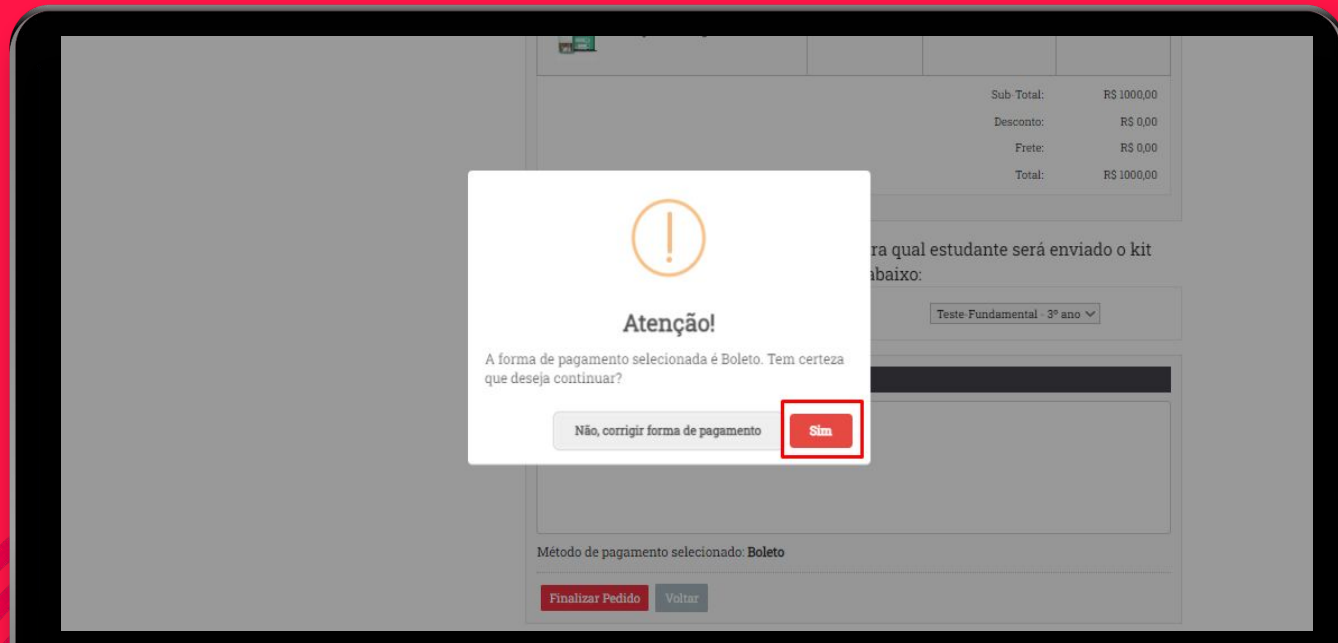 Sub-Total: R$ 1000,00
Desconto: R$ 0,00
Frete: R$ 0,00
Total: R$ 1000,00
ra qual estudante será enviado o kit
abaixo:
Teste-Fundamental - 3º ano
Atenção!
A forma de pagamento selecionada é Boleto. Tem certeza
que deseja continuar?
Não, corrigir forma de pagamento Sim
Método de pagamento selecionado: Boleto
Finalizar Pedido Voltar